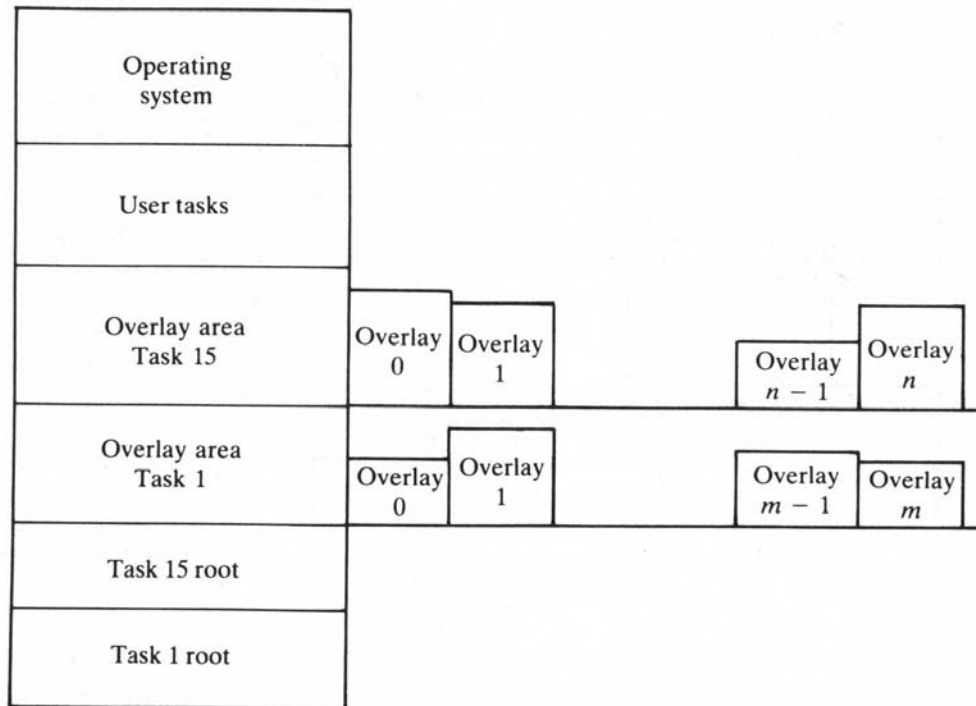 Operating
system
User tasks
Overlay area
Task 15
Overlay
0
Overlay
1
Overlay
n − 1
Overlay
n
Overlay area
Task 1
Overlay
0
Overlay
1
Overlay
m − 1
Overlay
m
Task 15 root
Task 1 root